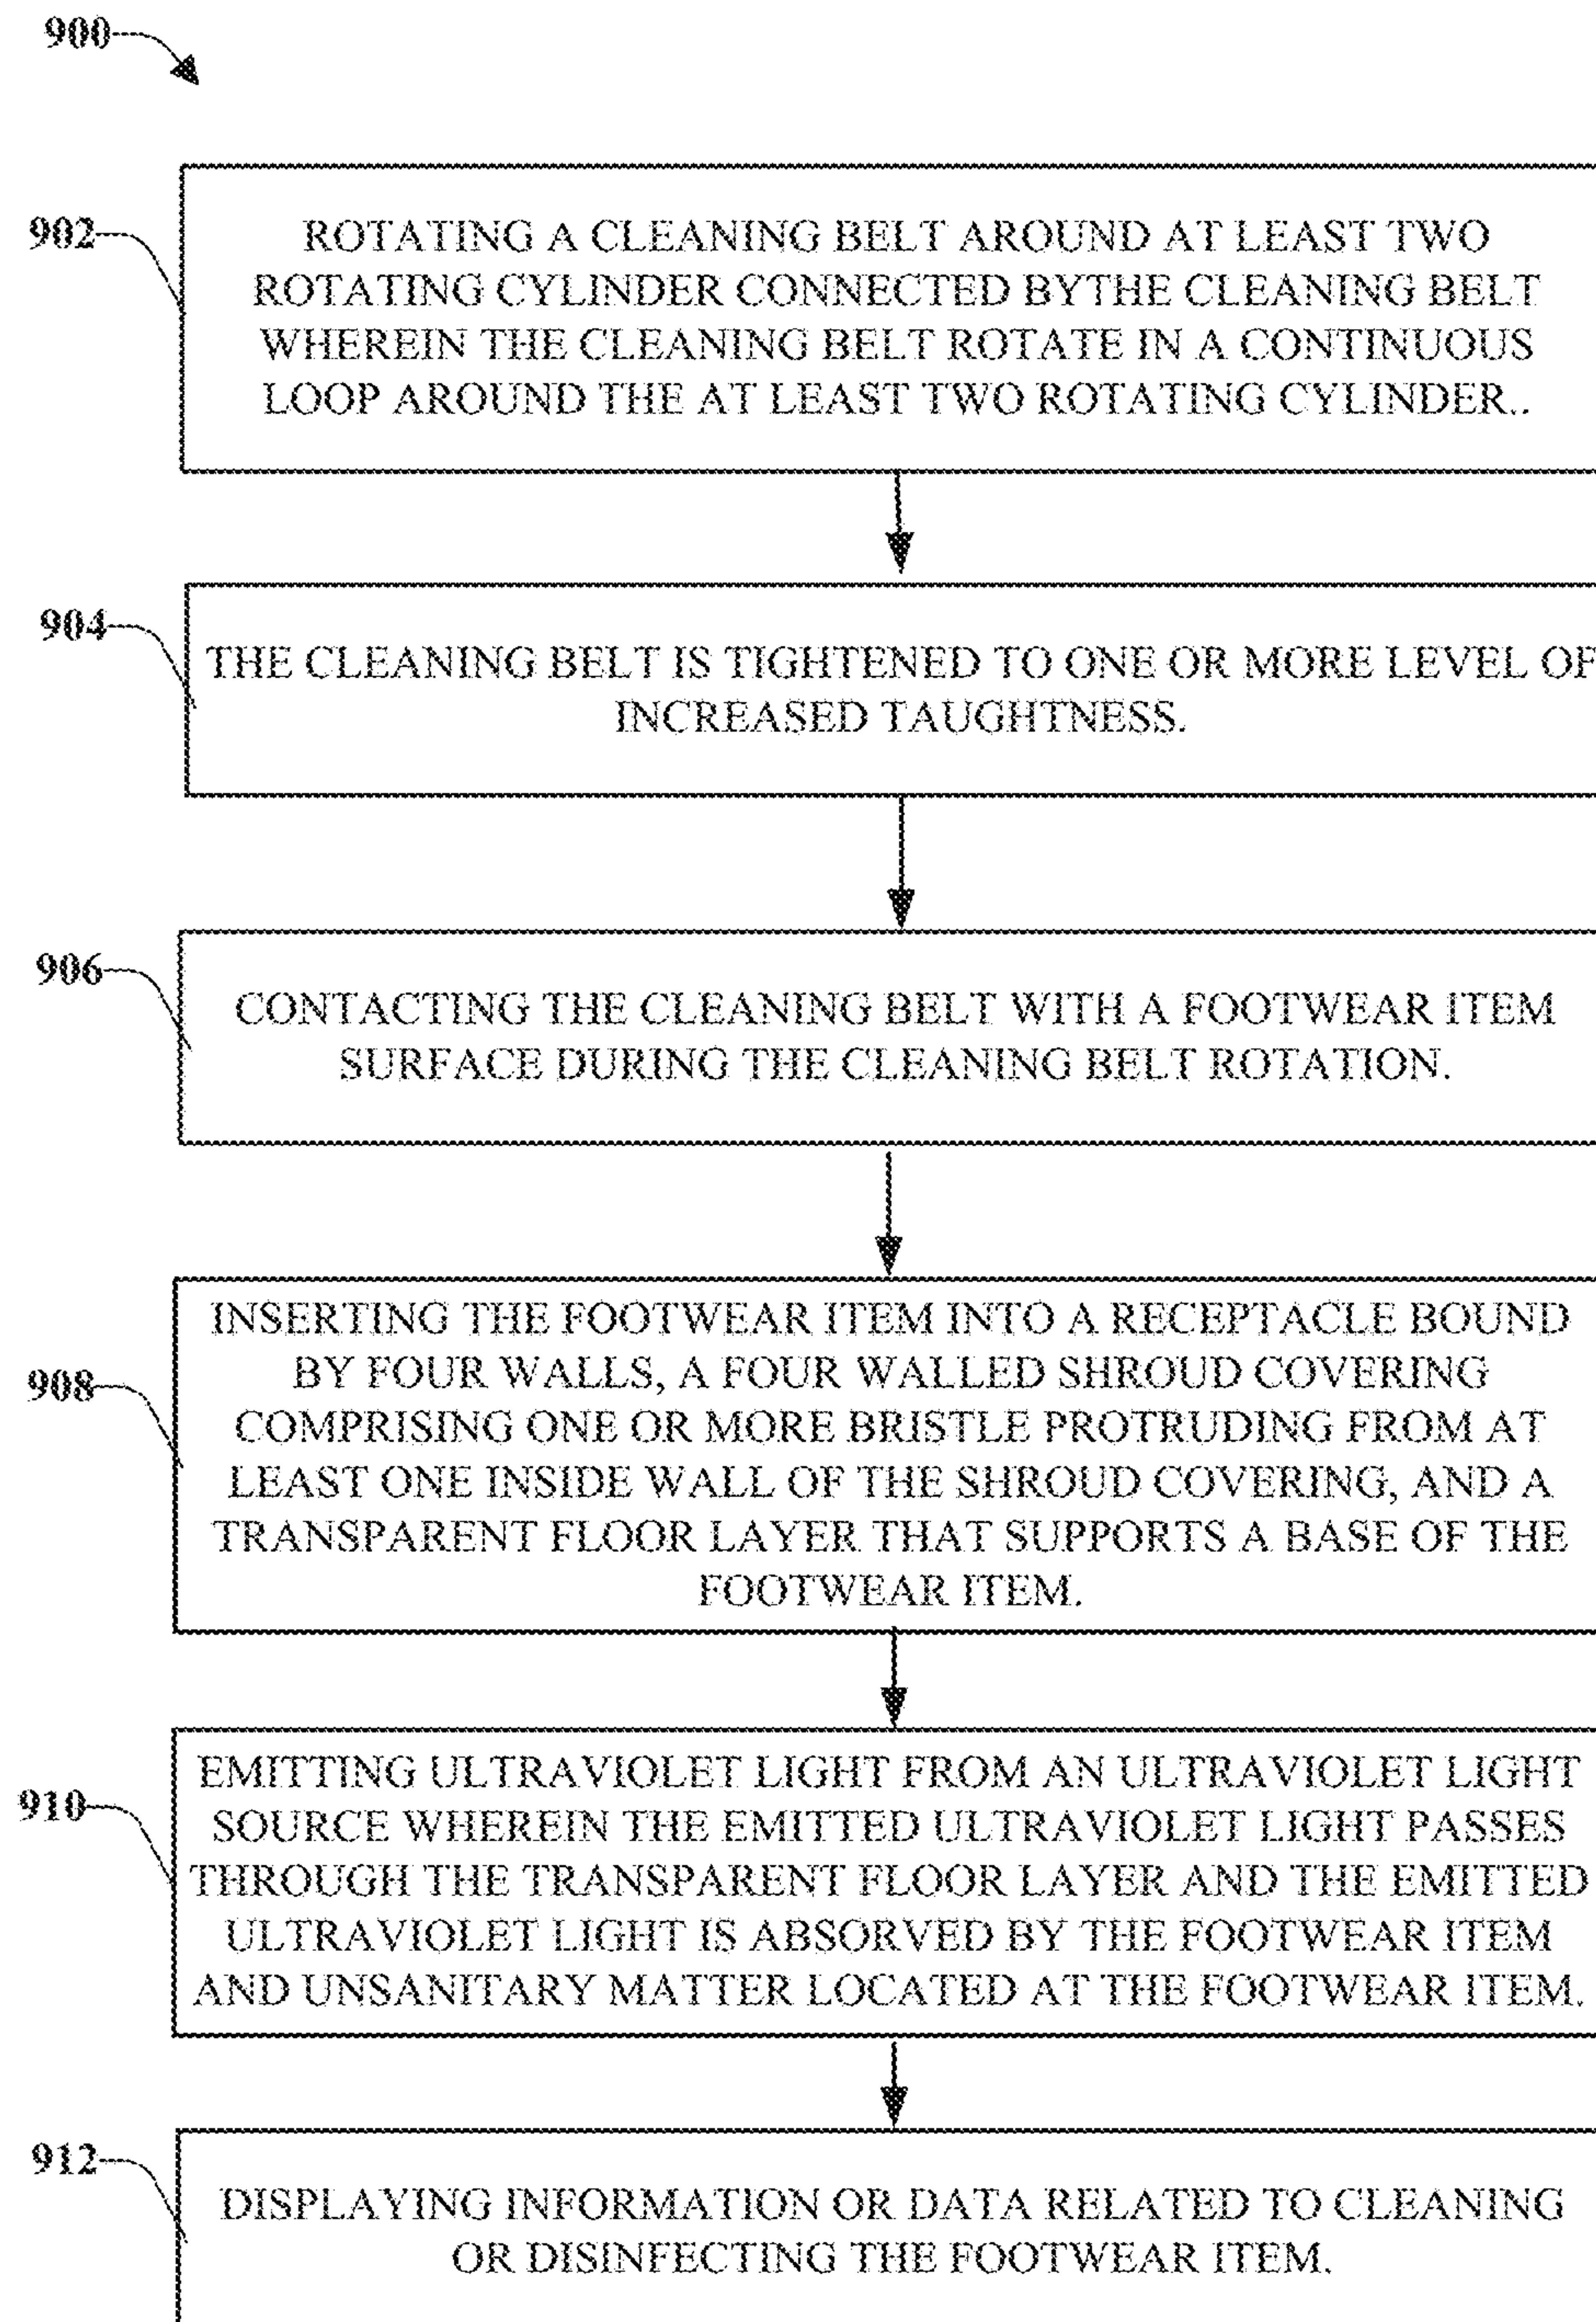 900
902
ROTATING A CLEANING BELT AROUND AT LEAST TWO
ROTATING CYLINDER CONNECTED BYTHE CLEANING BELT
WHEREIN THE CLEANING BELT ROTATE IN A CONTINUOUS
LOOP AROUND THE AT LEAST TWO ROTATING CYLINDER..
904
THE CLEANING BELT IS TIGHTENED TO ONE OR MORE LEVEL OF
INCREASED TAUGHTNESS.
906
CONTACTING THE CLEANING BELT WITH A FOOTWEAR ITEM
SURFACE DURING THE CLEANING BELT ROTATION.
908
INSERTING THE FOOTWEAR ITEM INTO A RECEPTACLE BOUND
BY FOUR WALLS, A FOUR WALLED SHROUD COVERING
COMPRISING ONE OR MORE BRISTLE PROTRUDING FROM AT
LEAST ONE INSIDE WALL OF THE SHROUD COVERING, AND A
TRANSPARENT FLOOR LAYER THAT SUPPORTS A BASE OF THE
FOOTWEAR ITEM.
910
EMITTING ULTRAVIOLET LIGHT FROM AN ULTRAVIOLET LIGHT
SOURCE WHEREIN THE EMITTED ULTRAVIOLET LIGHT PASSES
THROUGH THE TRANSPARENT FLOOR LAYER AND THE EMITTED
ULTRAVIOLET LIGHT IS ABSORVED BY THE FOOTWEAR ITEM
AND UNSANITARY MATTER LOCATED AT THE FOOTWEAR ITEM.
912
DISPLAYING INFORMATION OR DATA RELATED TO CLEANING
OR DISINFECTING THE FOOTWEAR ITEM.